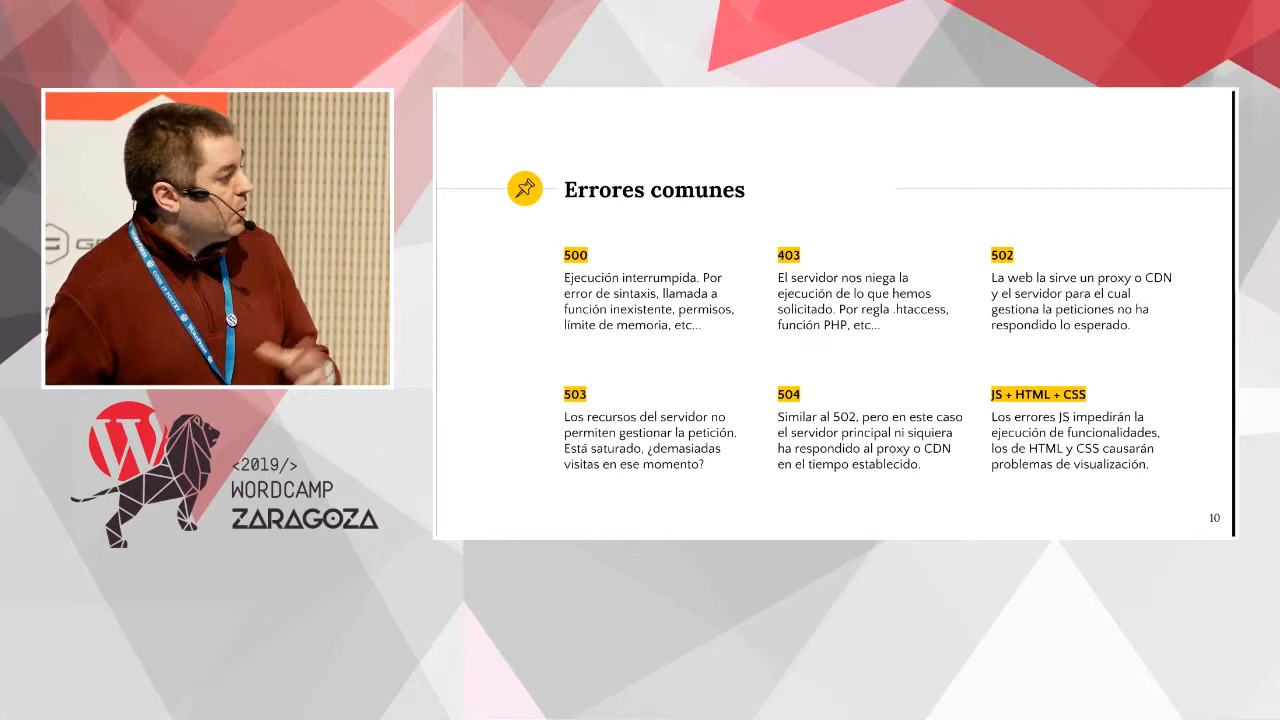 Errores comunes
500
Ejecución interrumpida. Por
error de sintaxis, llamada a
función inexistente, permisos,
límite de memoria, etc...
403
El servidor nos niega la
ejecución de lo que hemos
solicitado. Por regla .htaccess,
función PHP, etc...
502
La web la sirve un proxy o CDN
y el servidor para el cual
gestiona la peticiones no ha
respondido lo esperado.
503
Los recursos del servidor no
permiten gestionar la petición.
Está saturado, ¿demasiadas
visitas en ese momento?
504
Similar al 502, pero en este caso
el servidor principal ni siquiera
ha respondido al proxy o CDN
en el tiempo establecido.
JS + HTML + CSS
Los errores JS impedirán la
ejecución de funcionalidades,
los de HTML y CSS causarán
problemas de visualización.
10
W
<2019/>
WORDCAMP
ZARAGOZA
CODE IS POETRY